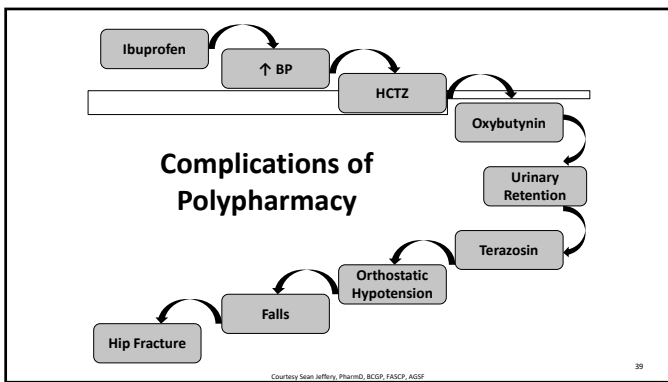 Ibuprofen
↑ BP
HCTZ
Oxybutynin
Complications of
Polypharmacy
Urinary
Retention
Terazosin
Orthostatic
Hypotension
Falls
Hip Fracture
Courtesy Sean Jeffery, PharmD, BCGP, FASCP, AGSF
39